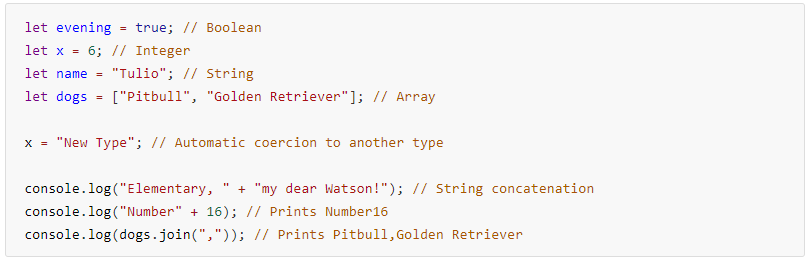 let evening = true; // Boolean
let x = 6; // Integer
let name = "Tulio"; // String
let dogs = ["Pitbull", "Golden Retriever"]; // Array
x = "New Type"; // Automatic coercion to another type
console.log("Elementary, " + "my dear Watson!"); // String concatenation
console.log("Number" + 16); // Prints Number16
console.log(dogs.join(",")); // Prints Pitbull,Golden Retriever